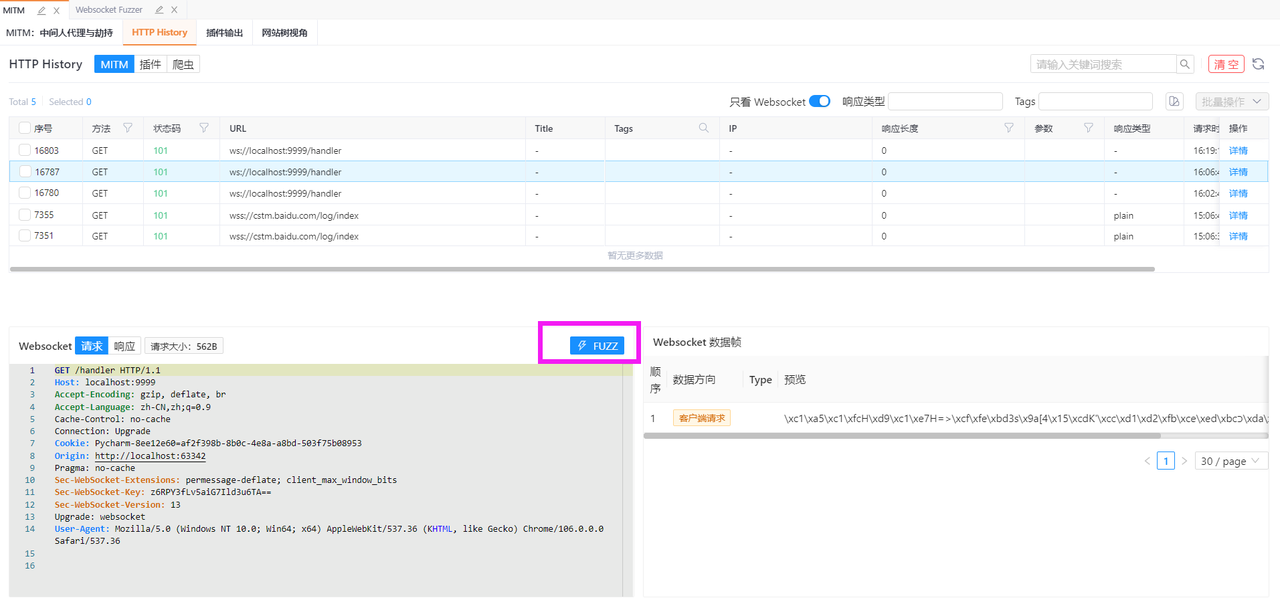 MITM Websocket Fuzzer
MITM：中间人代理与劫持 HTTP History 插件输出 网站树视角
HTTP History MITM 插件 爬虫 请输入关键词搜索 清 空
Total 5 Selected 0 只看 Websocket 响应类型 Tags 批量操作
序号 方法 状态码 URL Title Tags IP 响应长度 参数 响应类型 请求时 操作
16803 GET 101 ws://localhost:9999/handler - - 0 - 16:19: 详情
16787 GET 101 ws://localhost:9999/handler - - 0 - 16:06:4 详情
16780 GET 101 ws://localhost:9999/handler - - 0 - 16:02:4 详情
7355 GET 101 wss://cstm.baidu.com/log/index - - 0 plain 15:06:4 详情
7351 GET 101 wss://cstm.baidu.com/log/index - - 0 plain 15:06:3 详情
暂无更多数据
Websocket 请求 响应 请求大小：562B FUZZ
1 GET /handler HTTP/1.1
2 Host: localhost:9999
3 Accept-Encoding: gzip, deflate, br
4 Accept-Language: zh-CN,zh;q=0.9
5 Cache-Control: no-cache
6 Connection: Upgrade
7 Cookie: Pycharm-8ee12e60=af2f398b-8b0c-4e8a-a8bd-503f75b08953
8 Origin: http://localhost:63342
9 Pragma: no-cache
10 Sec-WebSocket-Extensions: permessage-deflate; client_max_window_bits
11 Sec-WebSocket-Key: z6RPY3fLv5aiG7Ild3u6TA==
12 Sec-WebSocket-Version: 13
13 Upgrade: websocket
14 User-Agent: Mozilla/5.0 (Windows NT 10.0; Win64; x64) AppleWebKit/537.36 (KHTML, like Gecko) Chrome/106.0.0.0
Safari/537.36
15
16
Websocket 数据帧
顺序 数据方向 Type 预览
1 客户端请求 \xc1\xa5\xc1\xfcH\xd9\xc1\xe7H=>\xcf\xfe\xbd3s\x9a[4\x15\xcdK"\xcc\xd1\xd2\xfb\xce\xed\xbcɔ\xda\
1 30 / page